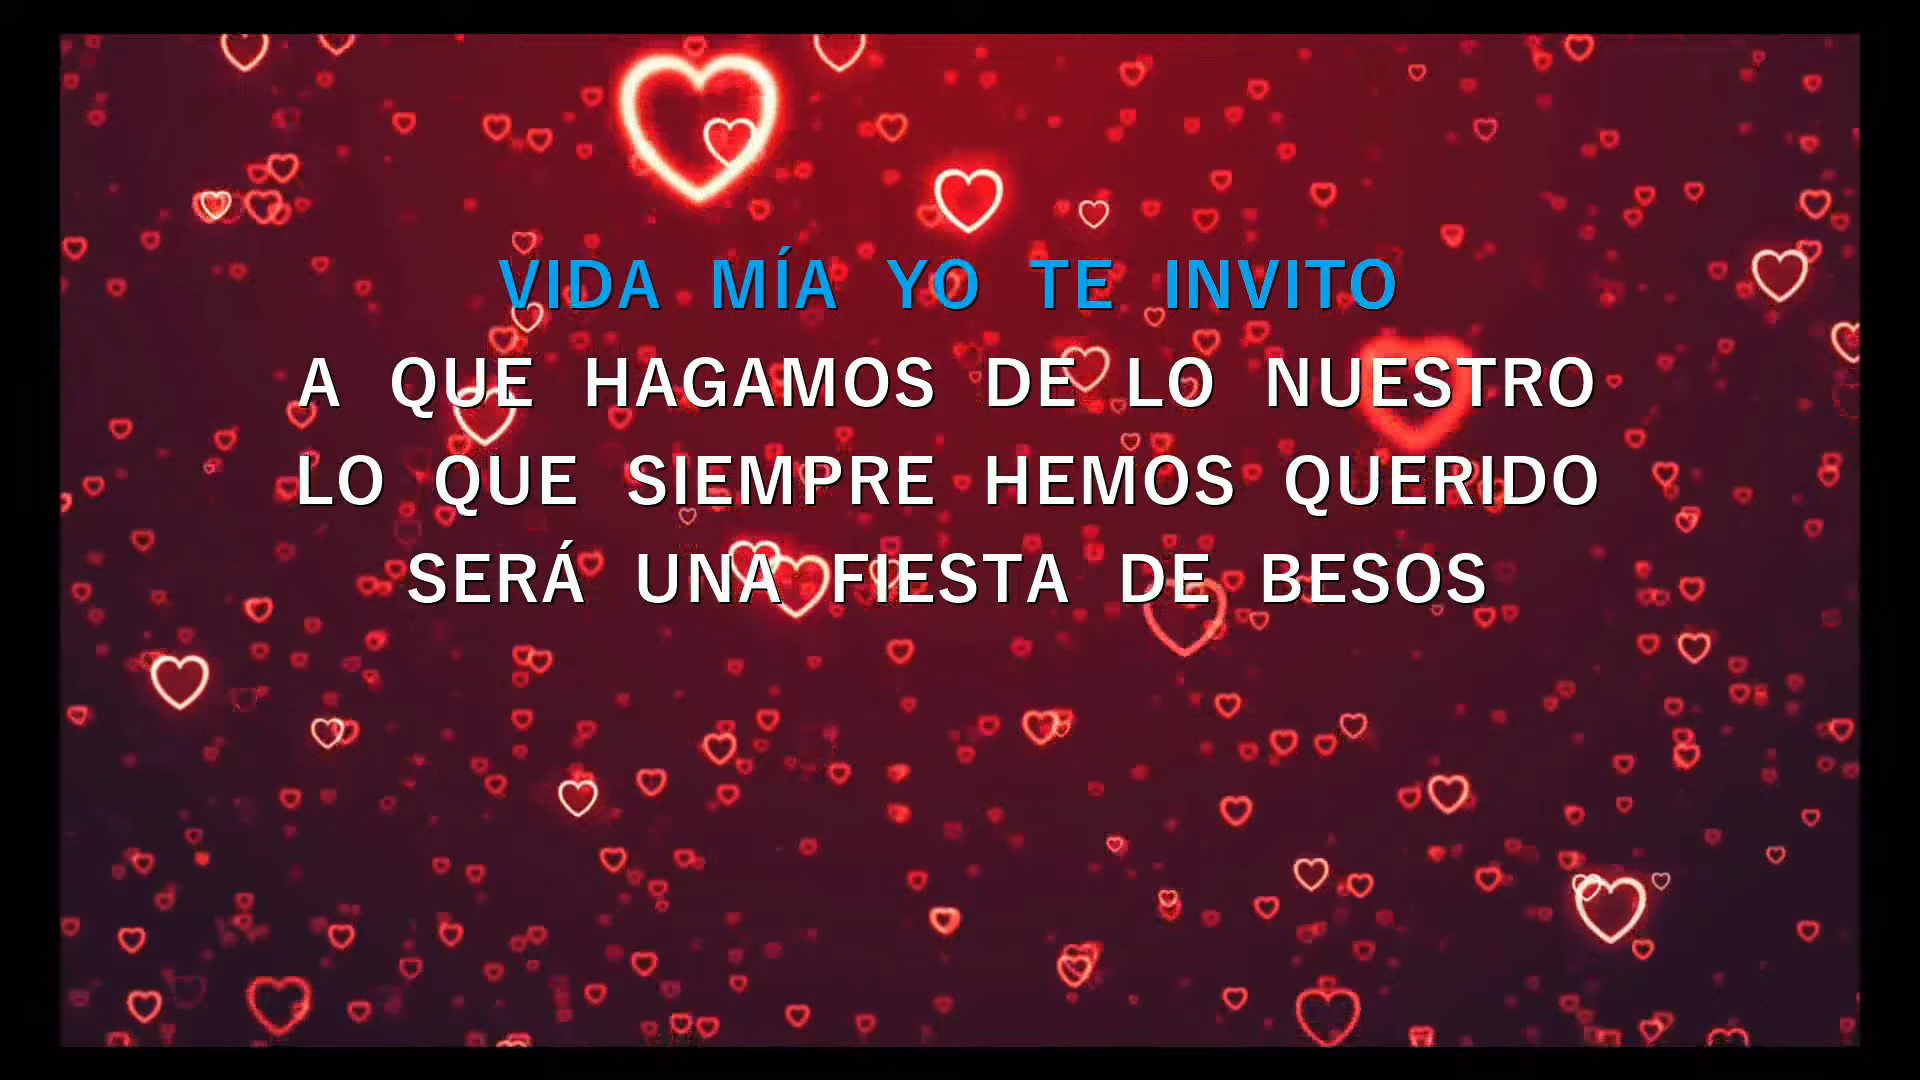 VIDA MÍA YO TE INVITO
A QUE HAGAMOS DE LO NUESTRO
LO QUE SIEMPRE HEMOS QUERIDO
SERÁ UNA FIESTA DE BESOS